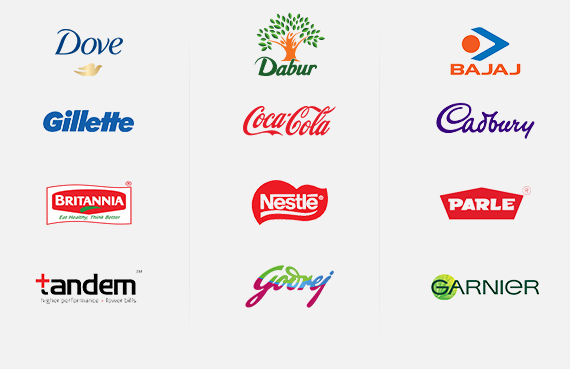 Dove
Dabur
BAJAJ
Gillette
Coca-Cola
Cadbury
BRITANNIA ®
Eat Healthy, Think Better
Nestlé ®
PARLE ®
tandem ™
higher performance • lower bills
Godrej
GARNIER